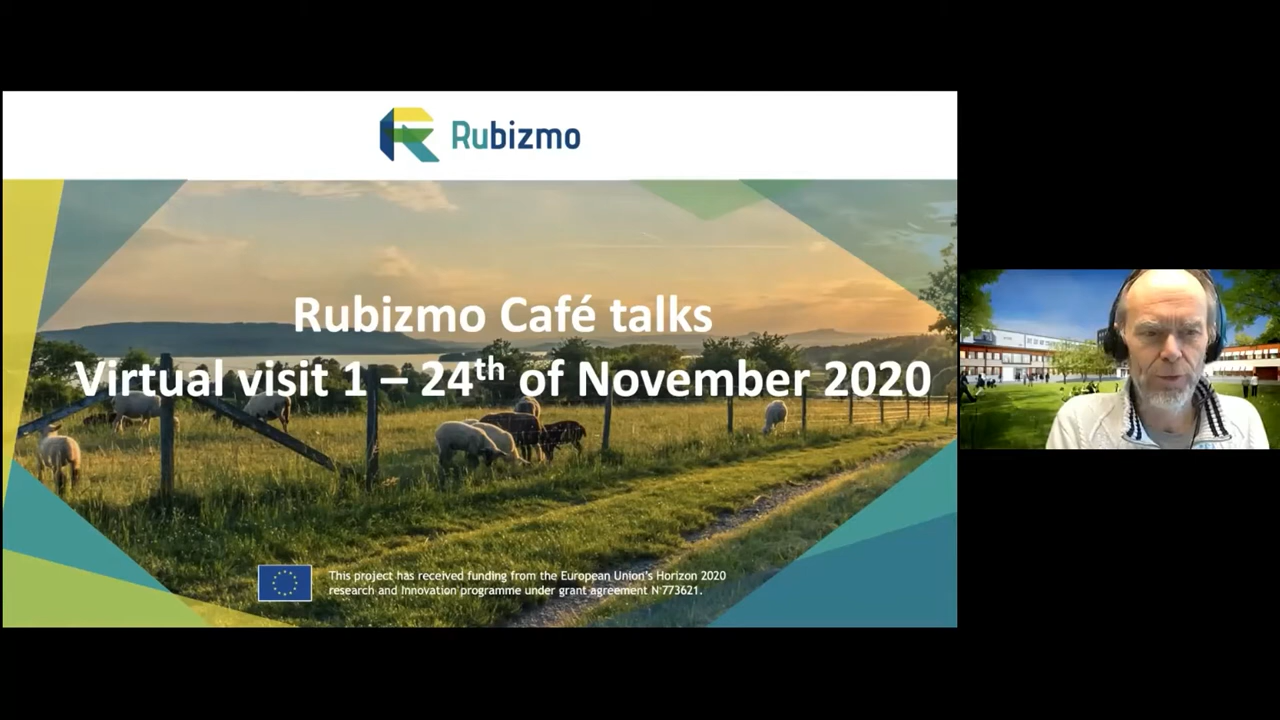 Rubizmo
Rubizmo Café talks
Virtual visit 1 – 24th of November 2020
This project has received funding from the European Union's Horizon 2020
research and Innovation programme under grant agreement N°773621.